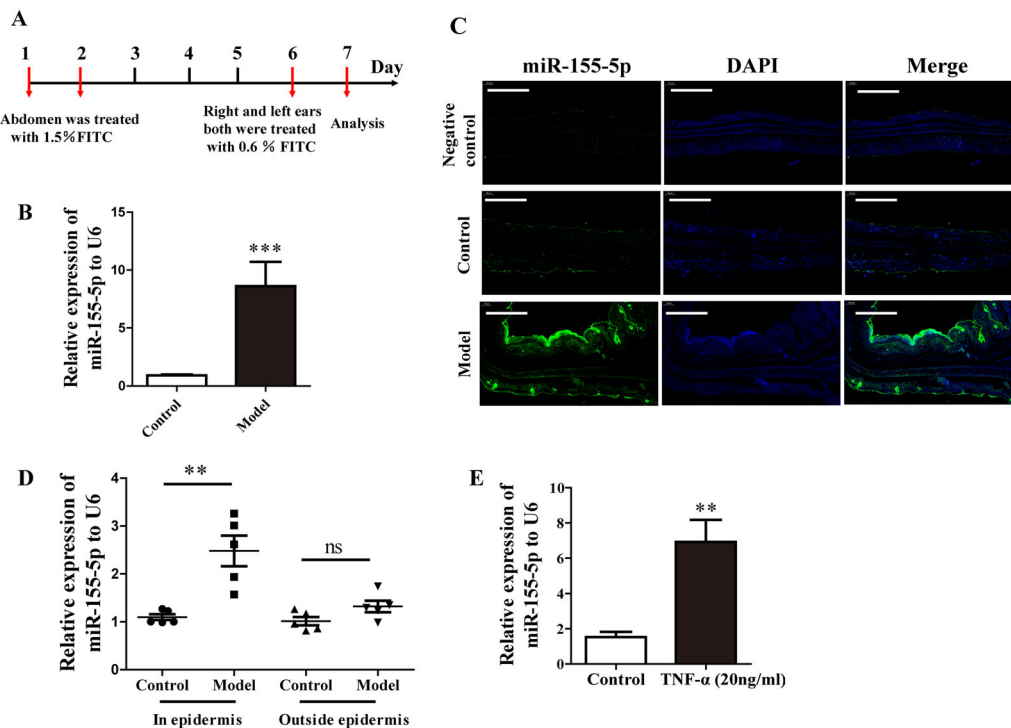 A
1 2 3 4 5 6 7 Day
Abdomen was treated
with 1.5%FITC
Right and left ears
both were treated
with 0.6 % FITC
Analysis
B
Relative expression of
miR-155-5p to U6
15
10
5
0
***
Control
Model
C
miR-155-5p DAPI Merge
Negative
control
Control
Model
D
Relative expression of
miR-155-5p to U6
4
3
2
1
0
**
ns
Control Model Control Model
In epidermis Outside epidermis
E
Relative expression of
miR-155-5p to U6
8
6
4
2
0
**
Control TNF-α (20ng/ml)